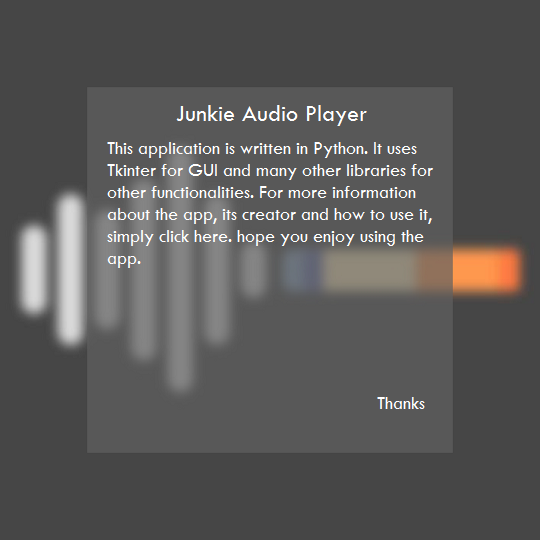 Junkie Audio Player
This application is written in Python. It uses
Tkinter for GUI and many other libraries for
other functionalities. For more information
about the app, its creator and how to use it,
simply click here. hope you enjoy using the
app.
Thanks